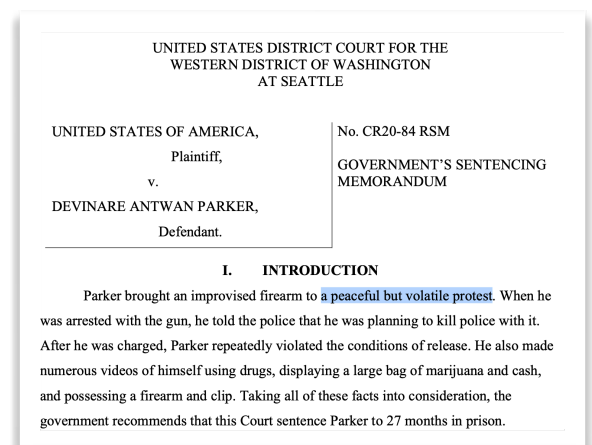 UNITED STATES DISTRICT COURT FOR THE
WESTERN DISTRICT OF WASHINGTON
AT SEATTLE
UNITED STATES OF AMERICA,
Plaintiff,
v.
DEVINARE ANTWAN PARKER,
Defendant.
No. CR20-84 RSM
GOVERNMENT'S SENTENCING
MEMORANDUM
I. INTRODUCTION
Parker brought an improvised firearm to a peaceful but volatile protest. When he
was arrested with the gun, he told the police that he was planning to kill police with it.
After he was charged, Parker repeatedly violated the conditions of release. He also made
numerous videos of himself using drugs, displaying a large bag of marijuana and cash,
and possessing a firearm and clip. Taking all of these facts into consideration, the
government recommends that this Court sentence Parker to 27 months in prison.